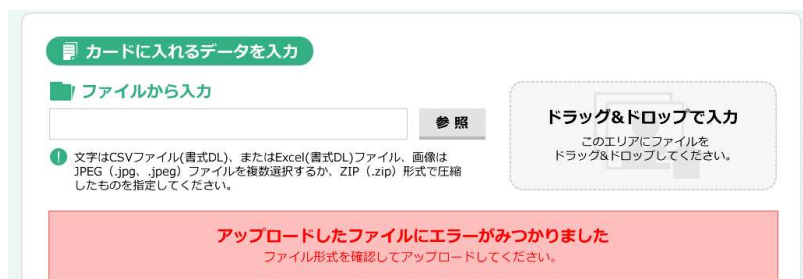 カードに入れるデータを入力
ファイルから入力
参照
文字はCSVファイル(書式DL)、またはExcel(書式DL)ファイル、画像は
JPEG（.jpg、.jpeg）ファイルを複数選択するか、ZIP（.zip）形式で圧縮
したものを指定してください。
ドラッグ&ドロップで入力
このエリアにファイルを
ドラッグ&ドロップしてください。
アップロードしたファイルにエラーがみつかりました
ファイル形式を確認してアップロードしてください。